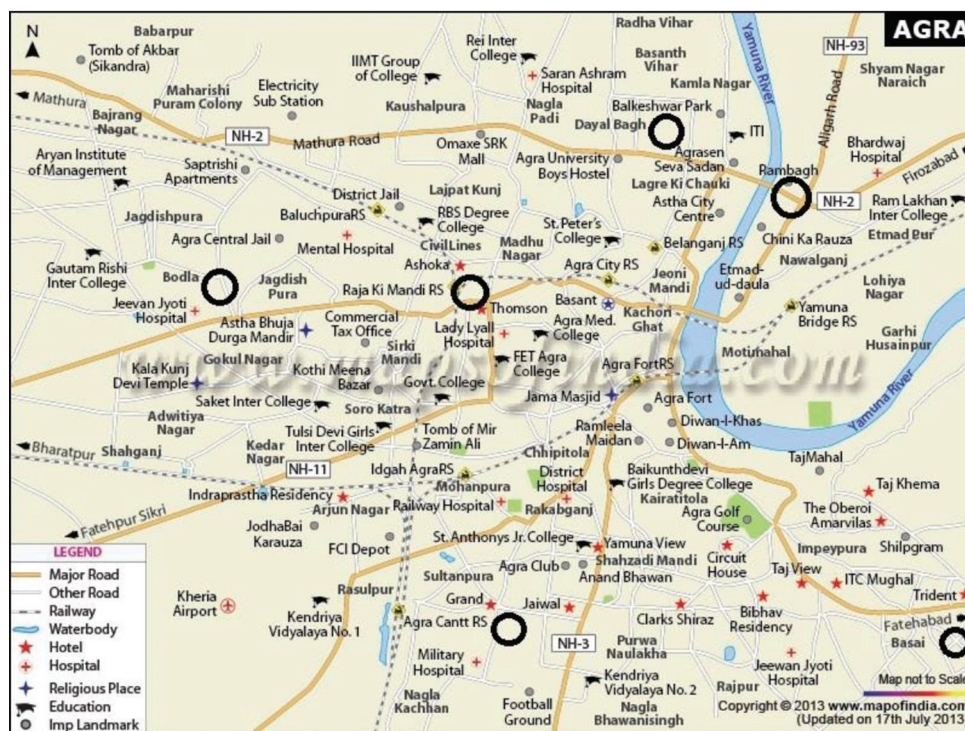 AGRA
N
Babarpur
Tomb of Akbar
(Sikandra)
Mathura
Maharishi
Puram Colony
Electricity
Sub Station
IIMT Group
of College
Kaushalpura
Rei Inter
College
Saran Ashram
Hospital
Nagla
Padi
Radha Vihar
Basanth
Vihar
Kamla Nagar
Balkeshwar Park
Dayal Bagh
ITI
Yamuna River
NH-93
Aligarh Road
Shyam Nagar
Naraich
Bhardwaj
Hospital
Firozabad
Bajrang
Nagar
NH-2
Mathura Road
Omaxe SRK
Mall
Agra University
Boys Hostel
Agrasen
Seva Sadan
Rambagh
NH-2
Ram Lakhan
Inter College
Aryan Institute
of Management
Saptrishi
Apartments
District Jail
Lajpat Kunj
Lagre Ki Chauki
Astha City
Centre
Etmad Pur
Jagdishpura
BaluchpuraRS
RBS Degree
College
St.Peter's
College
Belanganj RS
Chini Ka Rauza
Nawalganj
Agra Central Jail
Mental Hospital
Civil Lines
Madhu
Nagar
Gautam Rishi
Inter College
Bodla
Jagdish
Pura
Ashoka
Agra City RS
Jeoni
Mandi
Etmad-
ud-daula
Lohiya
Nagar
Raja Ki Mandi RS
Jeevan Jyoti
Hospital
Thomson
Basant
Kachori
Ghat
Yamuna
Bridge RS
Astha Bhuja
Durga Mandir
Commercial
Tax Office
Lady Lyall
Hospital
Agra Med.
College
Garhi
Husainpur
Gokul Nagar
Sirki
Mandi
FET Agra
College
Motimahal
www.mapsofindia.com
Kala Kunj
Devi Temple
Kothi Meena
Bazar
Govt. College
Agra FortRS
Yamuna River
Saket Inter College
Soro Katra
Jama Masjid
Agra Fort
Adwitiya
Nagar
Tulsi Devi Girls
Inter College
Tomb of Mir
Zamin Ali
Ramleela
Maidan
Diwan-I-Khas
Diwan-I-Am
Bharatpur
Shahganj
Kedar
Nagar
NH-11
Chhipitola
TajMahal
Idgah AgraRS
Mohanpura
District
Hospital
Baikunthdevi
Girls Degree College
Kairatitola
Taj Khema
Indraprastha Residency
Arjun Nagar
Railway Hospital
Rakabganj
Agra Golf
Course
The Oberoi
Amarvilas
Fatehpur Sikri
JodhaBai
Karauza
FCI Depot
St.Anthonys Jr.College
Yamuna View
Shahzadi Mandi
Circuit
House
Impeypura
Shilpgram
Sultanpura
Agra Club
Anand Bhawan
Taj View
ITC Mughal
Rasulpur
Kheria
Airport
Kendriya
Vidyalaya No. 1
Grand
Jaiwal
Clarks Shiraz
Bibhav
Residency
Trident
Agra Cantt RS
Fatehabad
Basai
NH-3
Purwa
Naulakha
Military
Hospital
Jeewan Jyoti
Hospital
Kendriya
Vidyalaya No. 2
Rajpur
Nagla
Kachhan
Football
Ground
Nagla
Bhawanisingh
Map not to Scale
Copyright © 2013 www.mapofindia.com
(Updated on 17th July 2013)
LEGEND
Major Road
Other Road
Railway
Waterbody
Hotel
Hospital
Religious Place
Education
Imp Landmark